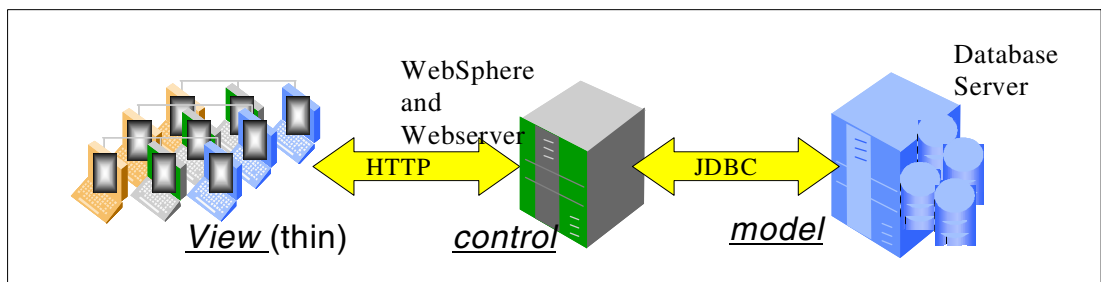 WebSphere
and
Webserver
Database
Server
HTTP
JDBC
View (thin)
control
model